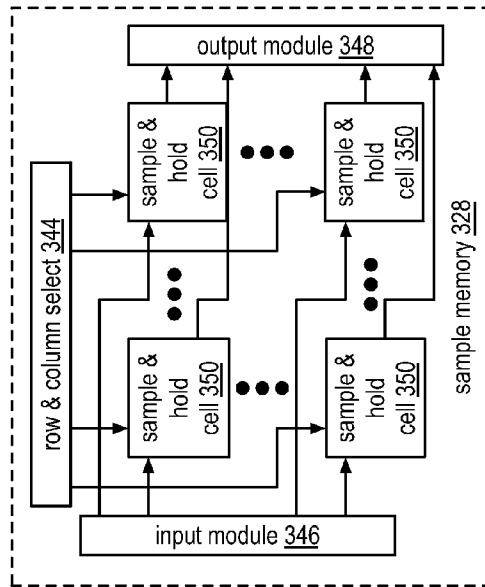 output module 348
row & column select 344
sample &
hold
cell 350
sample &
hold
cell 350
sample &
hold
cell 350
sample &
hold
cell 350
input module 346
sample memory 328